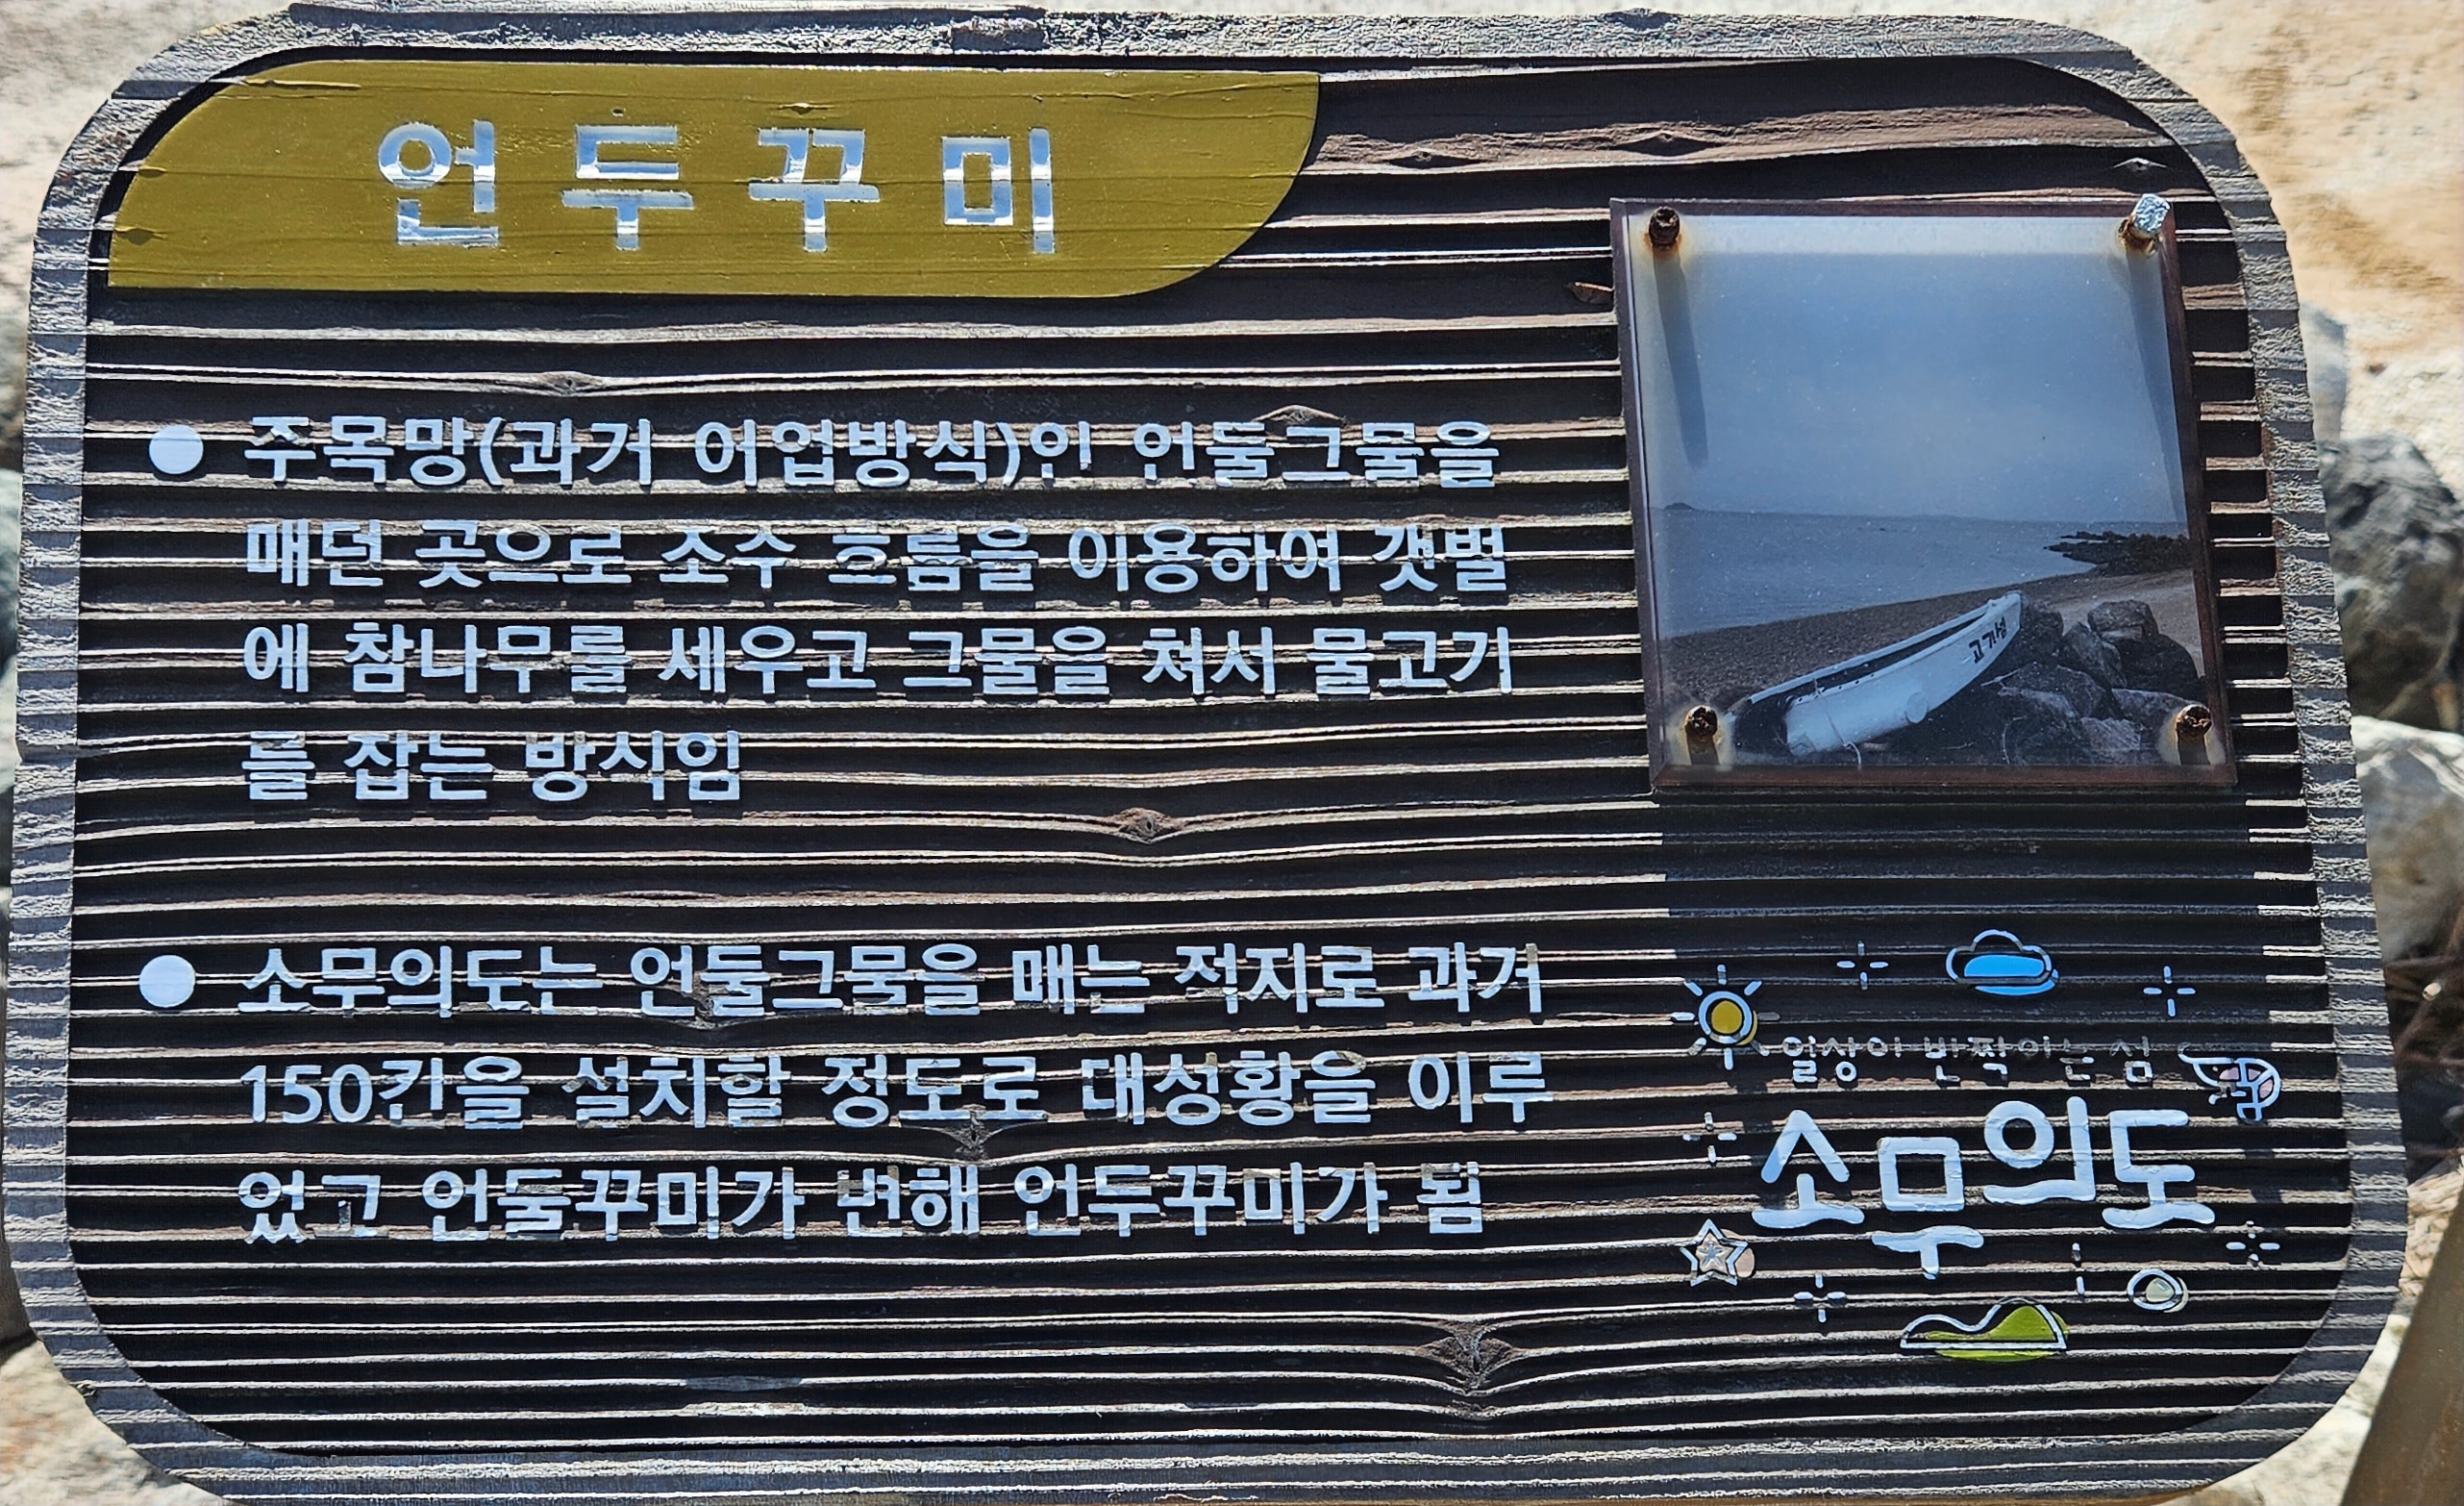 언두꾸미
● 주목망(과거 어업방식)인 언둘그물을
매던 곳으로 조수 흐름을 이용하여 갯벌
에 참나무를 세우고 그물을 쳐서 물고기
를 잡는 방식임
● 소무의도는 언둘그물을 매는 적지로 과거
150칸을 설치할 정도로 대성황을 이루
었고 언둘꾸미가 변해 언두꾸미가 됨
고기섬
일상이 반짝이는 섬
소무의도